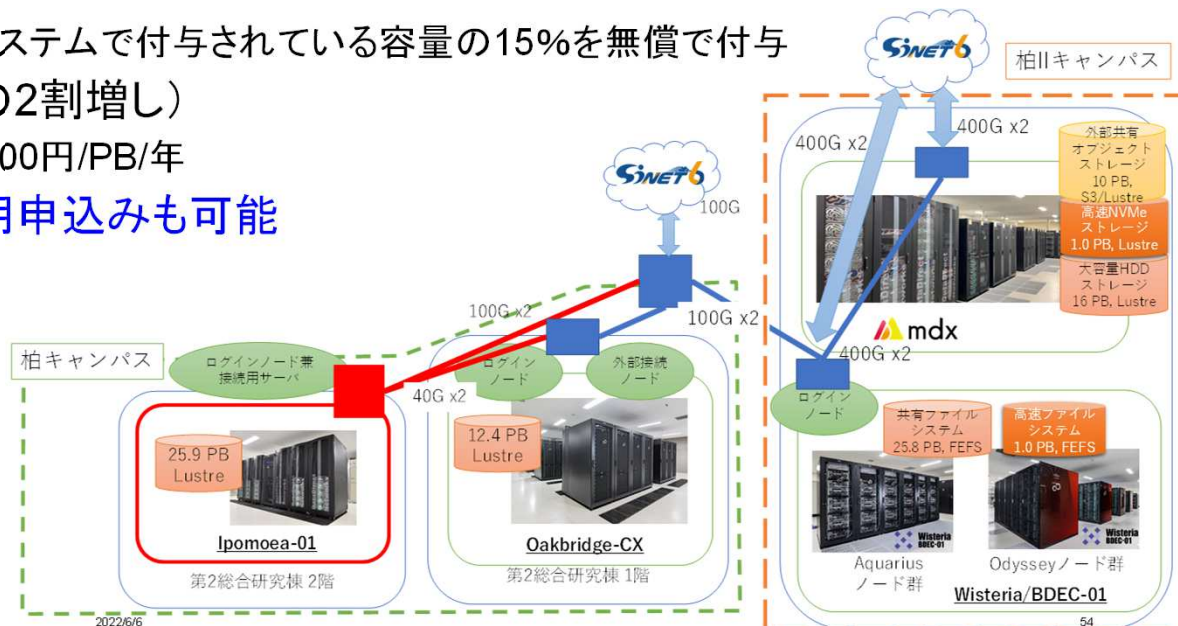 ステムで付与されている容量の15%を無償で付与
2割増し）
00円/PB/年
申込みも可能
SINET6
柏IIキャンパス
400G x2
400G x2
外部共有
オブジェクト
ストレージ
10 PB,
S3/Lustre
高速NVMe
ストレージ
1.0 PB, Lustre
大容量HDD
ストレージ
16 PB, Lustre
mdx
SINET6
100G
100G x2
100G x2
400G x2
柏キャンパス
ログインノード兼
接続用サーバ
40G x2
ログイン
ノード
外部接続
ノード
ログイン
ノード
25.9 PB
Lustre
12.4 PB
Lustre
共有ファイル
システム
25.8 PB, FEFS
高速ファイル
システム
1.0 PB, FEFS
Ipomoea-01
第2総合研究棟 2階
Oakbridge-CX
第2総合研究棟 1階
Wisteria
BDEC-01
Wisteria
BDEC-01
Aquarius
ノード群
Odysseyノード群
Wisteria/BDEC-01
2022/6/6
54